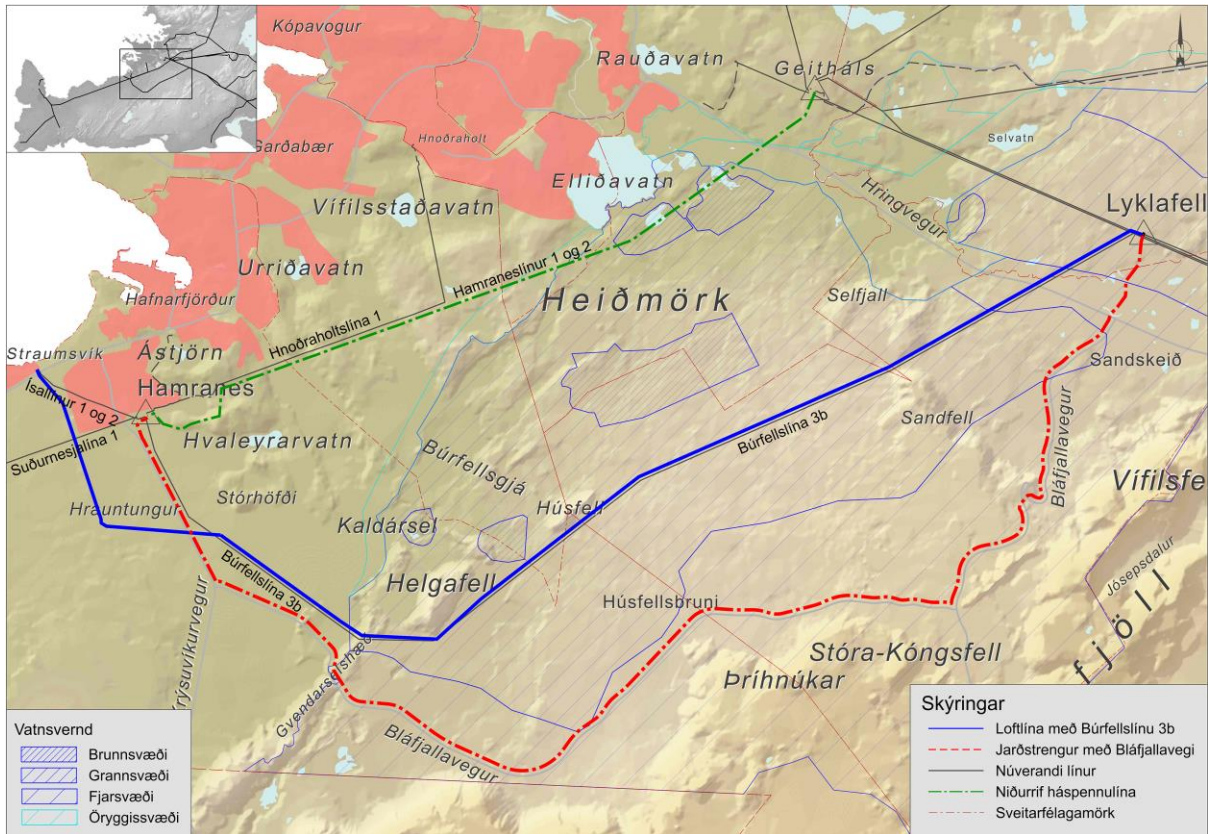 Kópavogur
Rauðavatn
Geitháls
Garðabær
Hnoðraholt
Selvatn
Elliðavatn
Vífilsstaðavatn
Hringvegur
Lyklafell
Urriðavatn
Hamraneslínur 1 og 2
Heiðmörk
Selfjall
Hafnarfjörður
Hnoðraholtslína 1
Straumsvík
Ástjörn
Sandskeið
Ísallínur 1 og 2
Hamranes
Sandfell
Hvaleyrarvatn
Búrfellslína 3b
Suðurnesjalína 1
Búrfellsgjá
Bláfjallavegur
Vífilsfe
Stórhöfði
Hrauntungur
Húsfell
Kaldársel
Jósepsdalur
Helgafell
Búrfellslína 3b
Húsfellsbruni
Stóra-Kóngsfell
fjöll
Þríhnúkar
rýsuvíkurvegur
Gvendarselshæð
Bláfjallavegur
Vatnsvernd
Brunnsvæði
Grannsvæði
Fjarsvæði
Öryggissvæði
Skýringar
Loftlína með Búrfellslínu 3b
Jarðstrengur með Bláfjallavegi
Núverandi línur
Niðurrif háspennulína
Sveitarfélagamörk